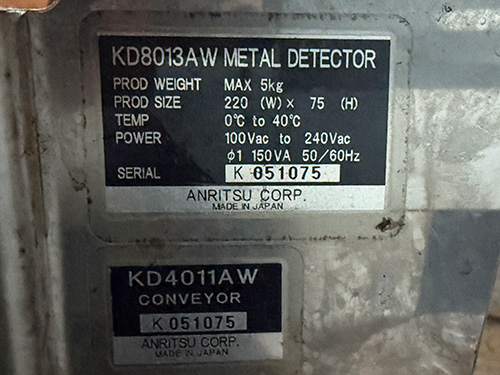 KD8013AW METAL DETECTOR
PROD WEIGHT MAX 5kg
PROD SIZE 220 (W) × 75 (H)
TEMP 0℃ to 40℃
POWER 100Vac to 240Vac
φ1 150VA 50/60Hz
SERIAL K 051075
ANRITSU CORP.
MADE IN JAPAN
KD4011AW
CONVEYOR
K 051075
ANRITSU CORP.
MADE IN JAPAN